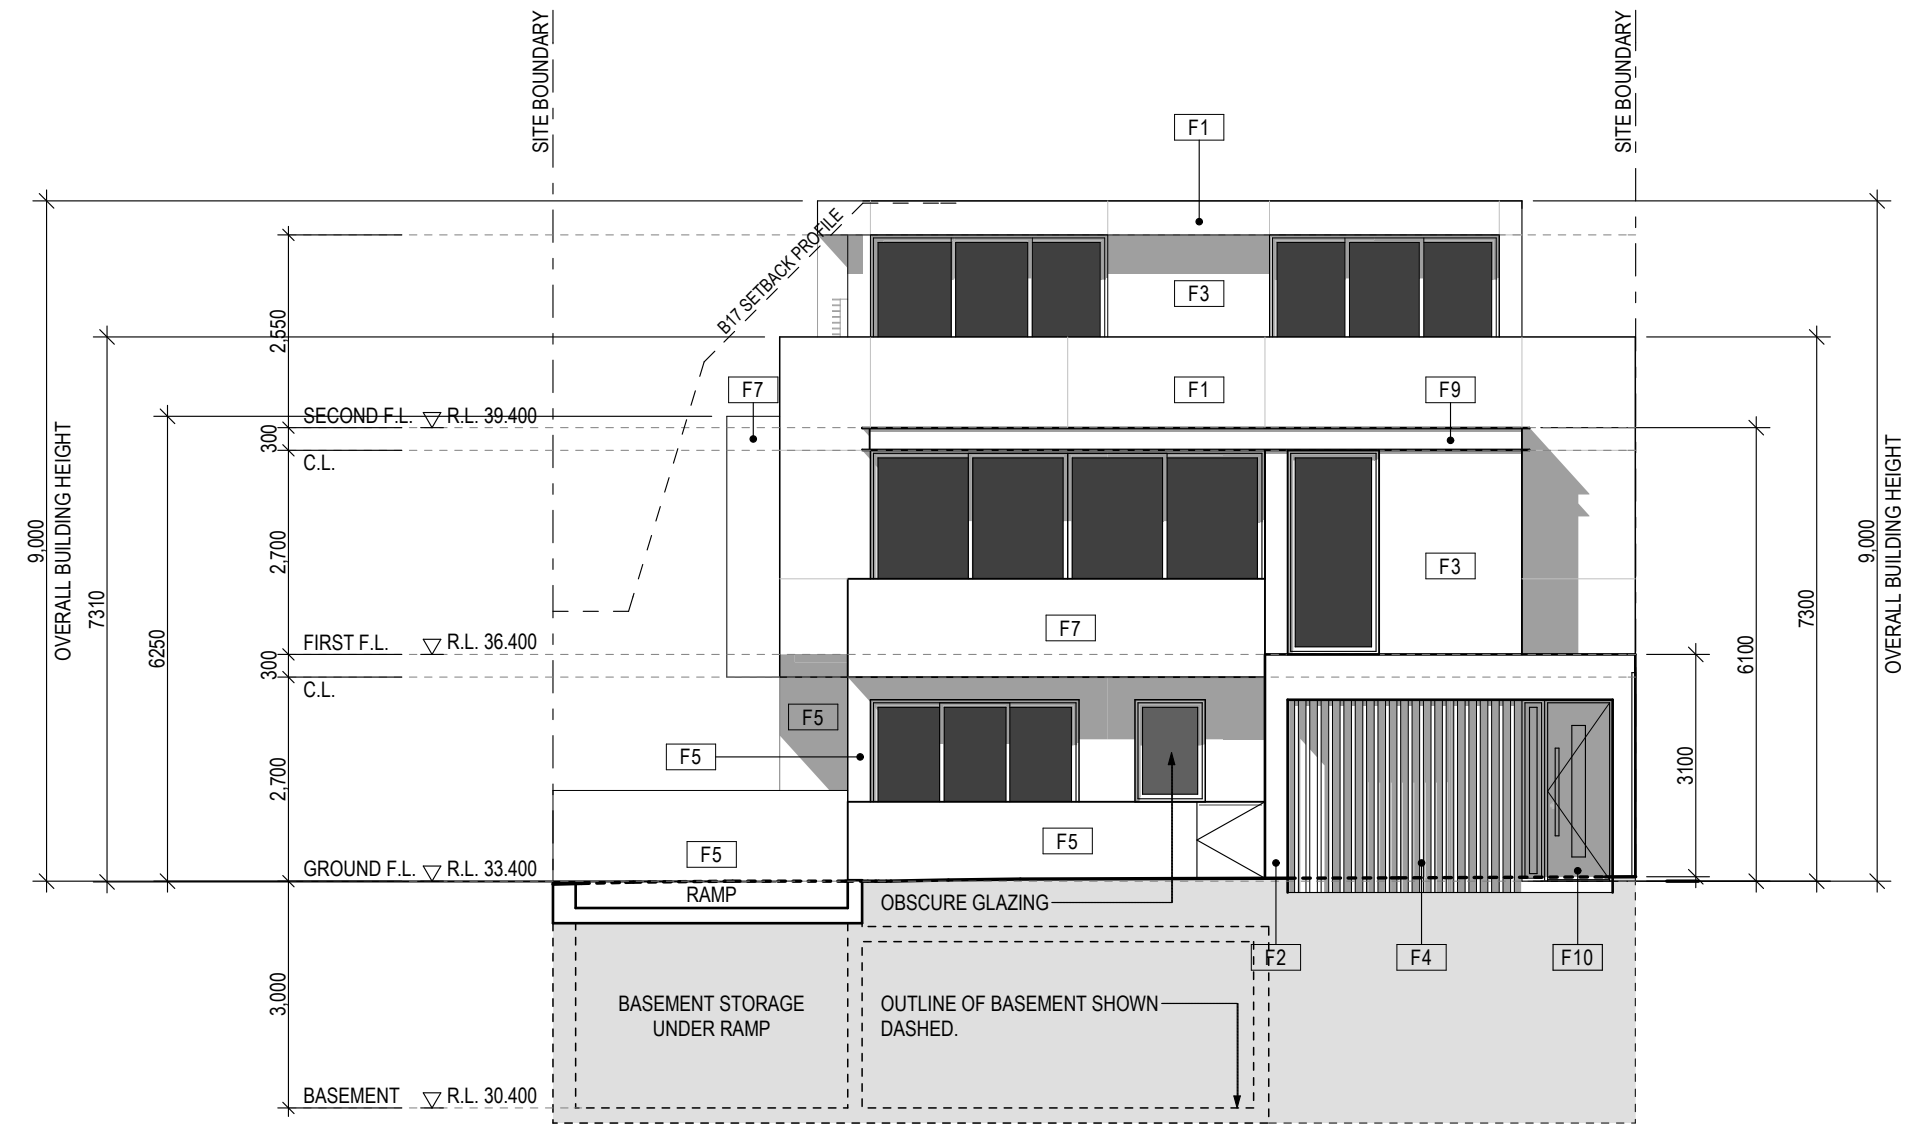 SITE BOUNDARY
SITE BOUNDARY
F1
B17 SETBACK PROFILE
F3
F7
F1
F9
SECOND F.L. R.L. 39.400
C.L.
2,550
300
OVERALL BUILDING HEIGHT
9,000
7310
6250
2,700
F3
F7
FIRST F.L. R.L. 36.400
300
C.L.
F5
F5
2,700
F5
F5
GROUND F.L. R.L. 33.400
RAMP
OBSCURE GLAZING
F2
F4
F10
3,000
BASEMENT STORAGE
UNDER RAMP
OUTLINE OF BASEMENT SHOWN
DASHED.
BASEMENT R.L. 30.400
3100
6100
7300
9,000
OVERALL BUILDING HEIGHT